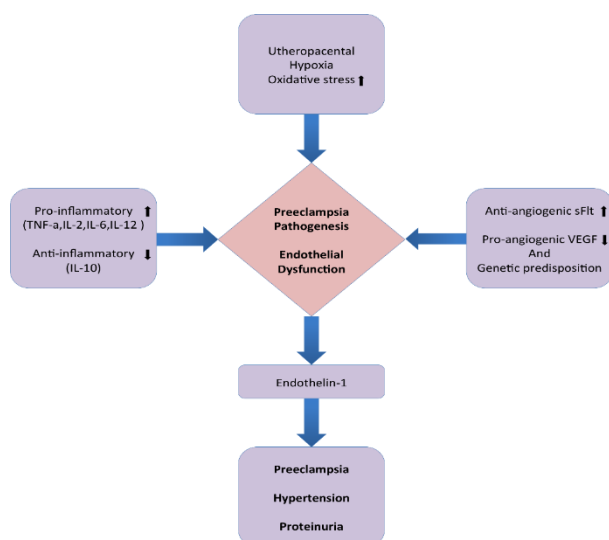 Utheropacental
Hypoxia
Oxidative stress ⬆
Pro-inflammatory ⬆
(TNF-a,IL-2,IL-6,IL-12 )
Anti-inflammatory ⬇
(IL-10)
Preeclampsia
Pathogenesis
Endothelial
Dysfunction
Anti-angiogenic sFlt ⬆
Pro-angiogenic VEGF ⬇
And
Genetic predisposition
Endothelin-1
Preeclampsia
Hypertension
Proteinuria